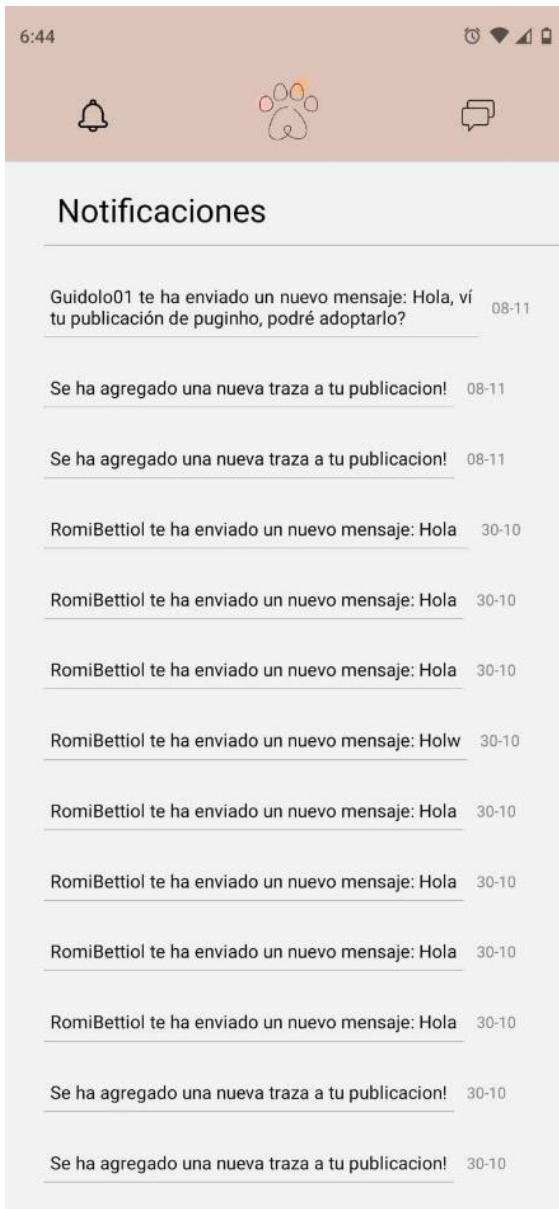 6:44
Notificaciones
Guidolo01 te ha enviado un nuevo mensaje: Hola, ví
tu publicación de puginho, podré adoptarlo?
08-11
Se ha agregado una nueva traza a tu publicacion! 08-11
Se ha agregado una nueva traza a tu publicacion! 08-11
RomiBettiol te ha enviado un nuevo mensaje: Hola 30-10
RomiBettiol te ha enviado un nuevo mensaje: Hola 30-10
RomiBettiol te ha enviado un nuevo mensaje: Hola 30-10
RomiBettiol te ha enviado un nuevo mensaje: Holw 30-10
RomiBettiol te ha enviado un nuevo mensaje: Hola 30-10
RomiBettiol te ha enviado un nuevo mensaje: Hola 30-10
RomiBettiol te ha enviado un nuevo mensaje: Hola 30-10
RomiBettiol te ha enviado un nuevo mensaje: Hola 30-10
Se ha agregado una nueva traza a tu publicacion! 30-10
Se ha agregado una nueva traza a tu publicacion! 30-10